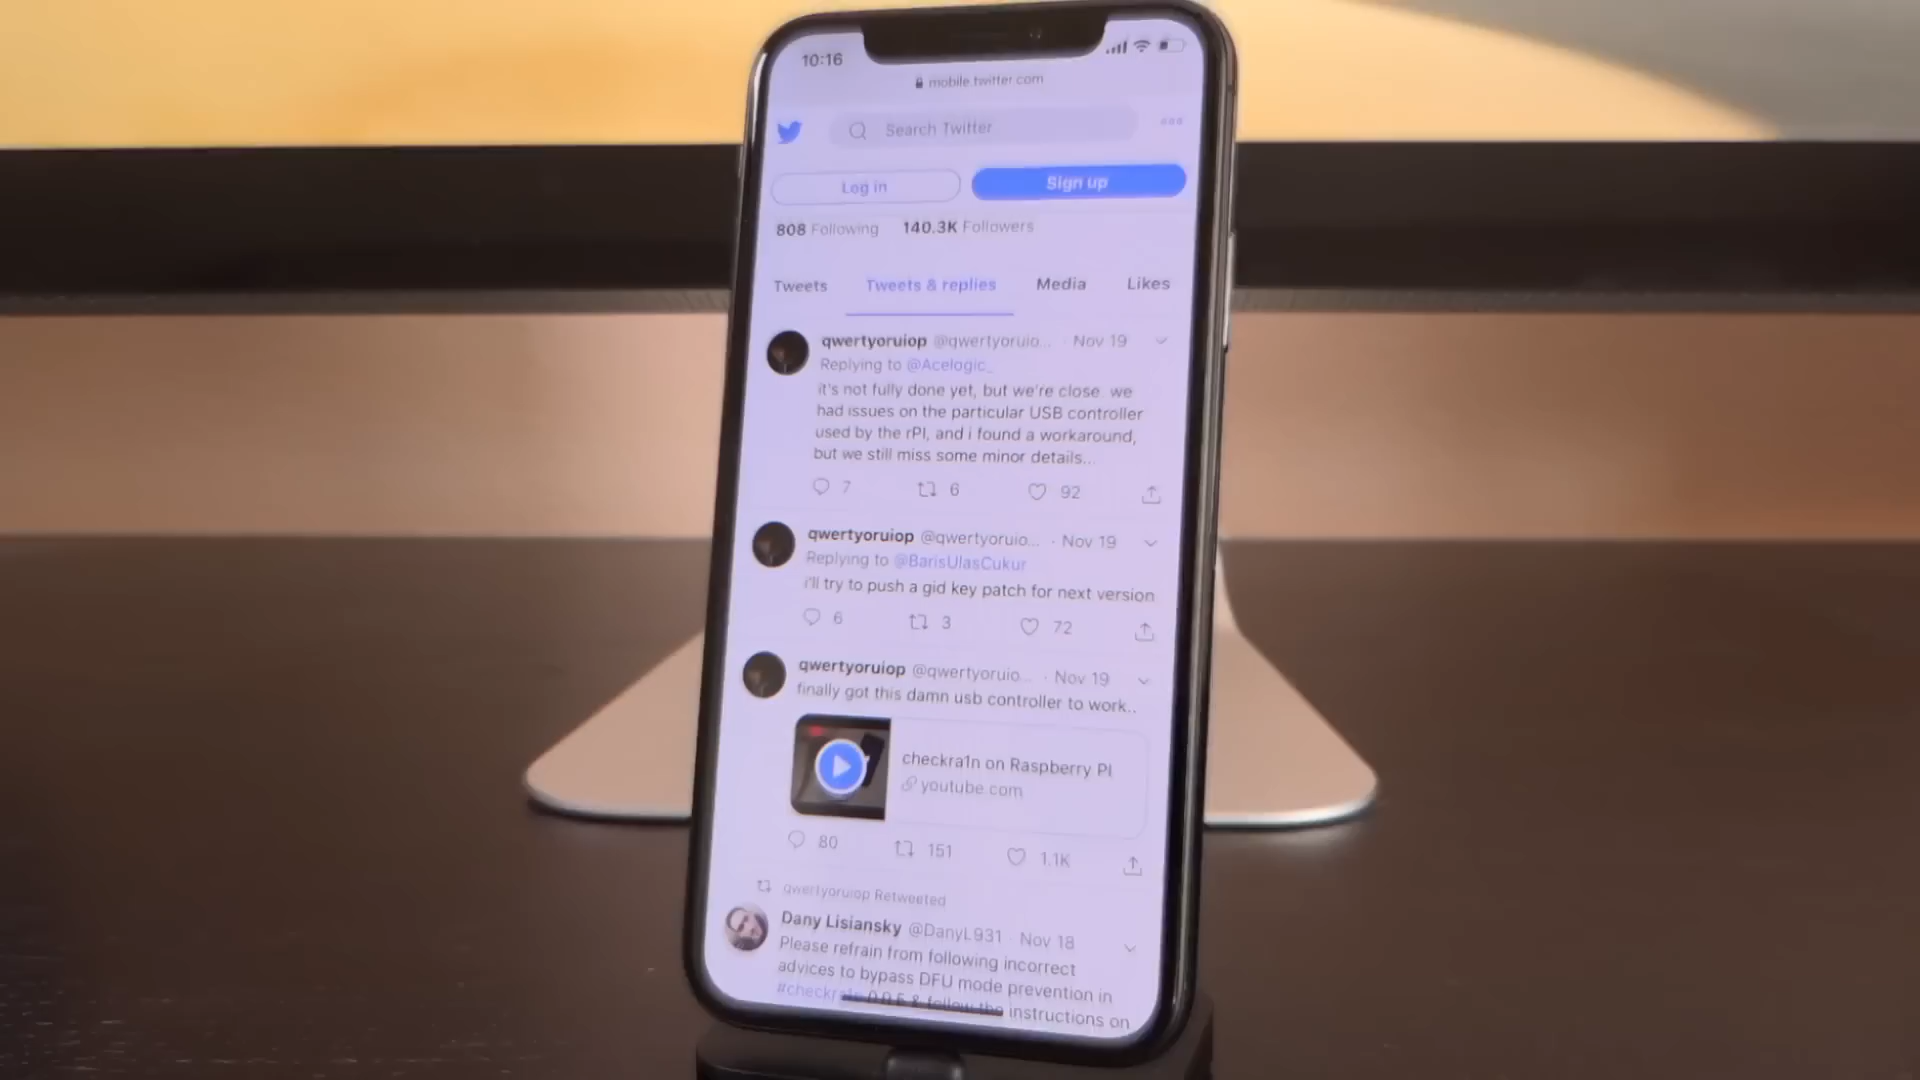 10:16
mobile.twitter.com
Search Twitter
Log in
Sign up
808 Following 140.3K Followers
Tweets
Tweets & replies
Media
Likes
qwertyoruiop @qwertyoruio... · Nov 19
Replying to @Acelogic_
it's not fully done yet, but we're close. we
had issues on the particular USB controller
used by the rPI, and i found a workaround,
but we still miss some minor details...
7 6 92
qwertyoruiop @qwertyoruio... · Nov 19
Replying to @BarisUlasCukur
i'll try to push a gid key patch for next version
6 3 72
qwertyoruiop @qwertyoruio... · Nov 19
finally got this damn usb controller to work..
checkra1n on Raspberry PI
youtube.com
80 151 1.1K
qwertyoruiop Retweeted
Dany Lisiansky @DanyL931 · Nov 18
Please refrain from following incorrect
advices to bypass DFU mode prevention in
#checkra1n 0.9.5 & follow the instructions on